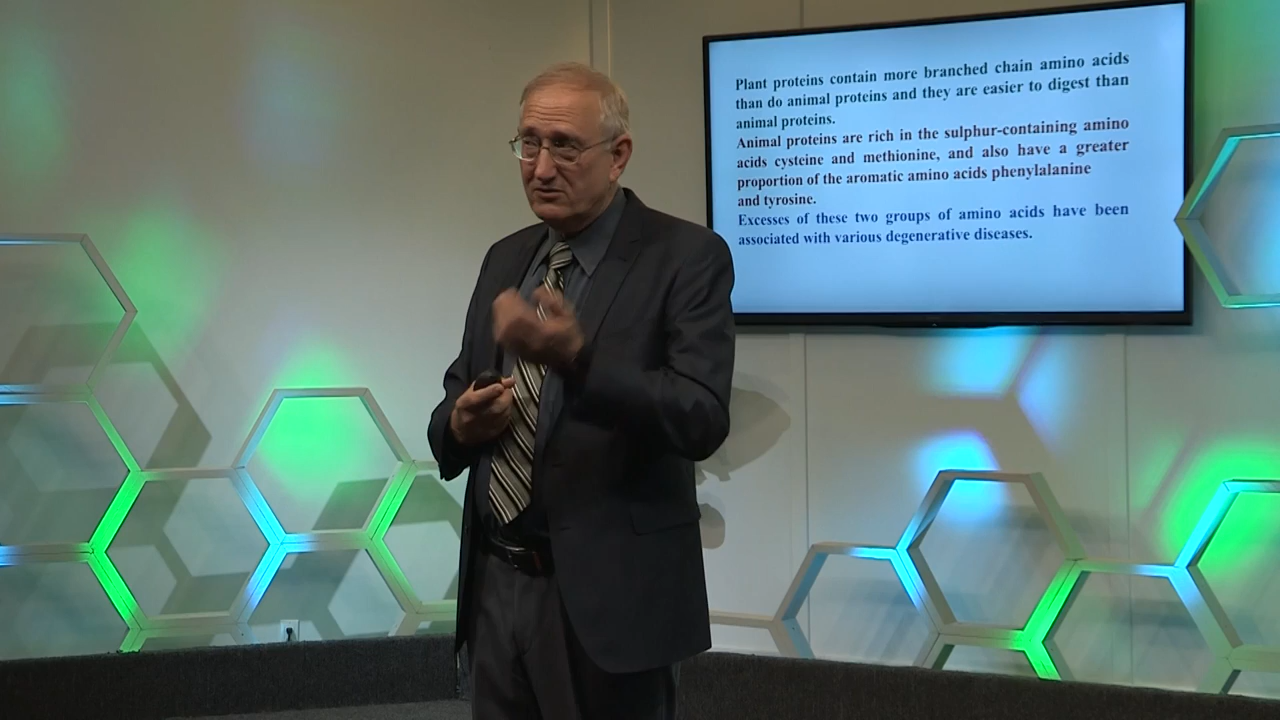 Plant proteins contain more branched chain amino acids
than do animal proteins and they are easier to digest than
animal proteins.
Animal proteins are rich in the sulphur-containing amino
acids cysteine and methionine, and also have a greater
proportion of the aromatic amino acids phenylalanine
and tyrosine.
Excesses of these two groups of amino acids have been
associated with various degenerative diseases.